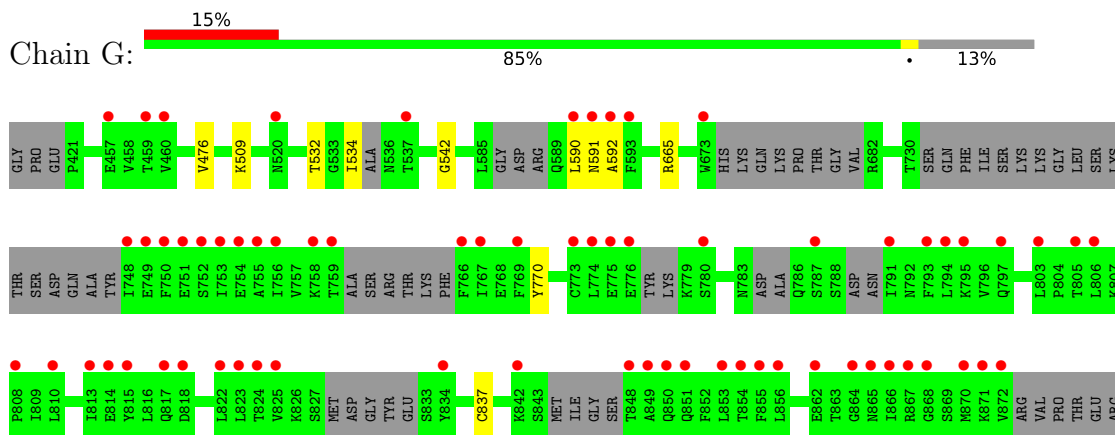 15%
Chain G:
85%
•
13%
GLY PRO GLU P421 E457 V458 T459 V460 V476 K509 N520 T532 G533 I534 ALA N536 T537 G542 L585 GLY ASP ARG Q589 L590 N591 A592 F593 R665 W673 HIS LYS GLN LYS PRO THR GLY VAL R682 T730 SER GLN PHE ILE SER LYS LYS GLY LEU SER LYS
THR SER ASP GLN ALA TYR I748 E749 F750 E751 S752 I753 E754 A755 I756 V757 K758 T759 ALA SER ARG THR LYS PHE F766 I767 E768 F769 Y770 C773 L774 E775 E776 TYR LYS K779 S780 N783 ASP ALA Q786 S787 S788 ASP ASN I791 N792 F793 L794 K795 V796 Q797 L803 P804 T805 L806 K807
P808 I809 L810 I813 E814 Y815 L816 Q817 D818 L822 L823 T824 V825 K826 S827 MET ASP GLY TYR GLU S833 Y834 C837 K842 S843 MET ILE GLY SER T848 A849 Q850 Q851 F852 L853 T854 F855 L856 E862 T863 G864 N865 I866 R867 G868 S869 M870 K871 V872 ARG VAL PRO THR GLU ARG